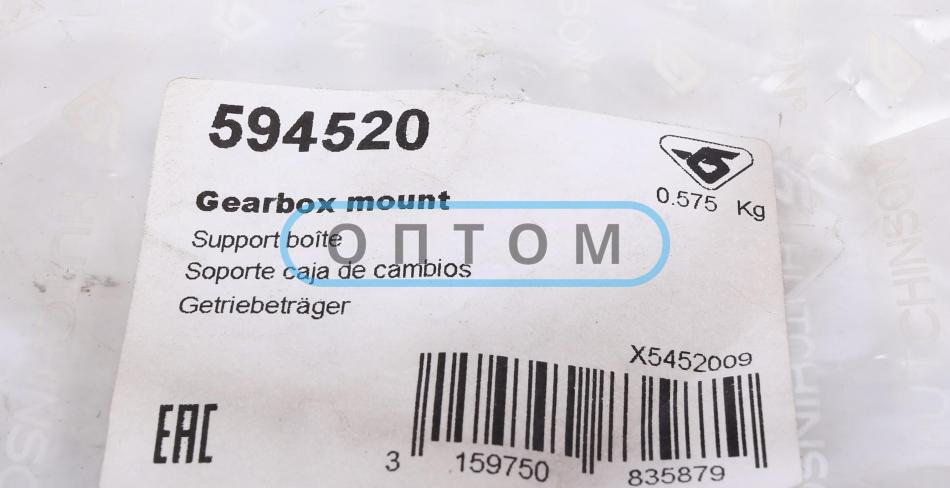 594520
Gearbox mount
0.575 Kg
Support boîte
ОПТОМ
Soporte caja de cambios
Getriebeträger
X5452009
EAC
3 159750 835879
HUTCHINSON